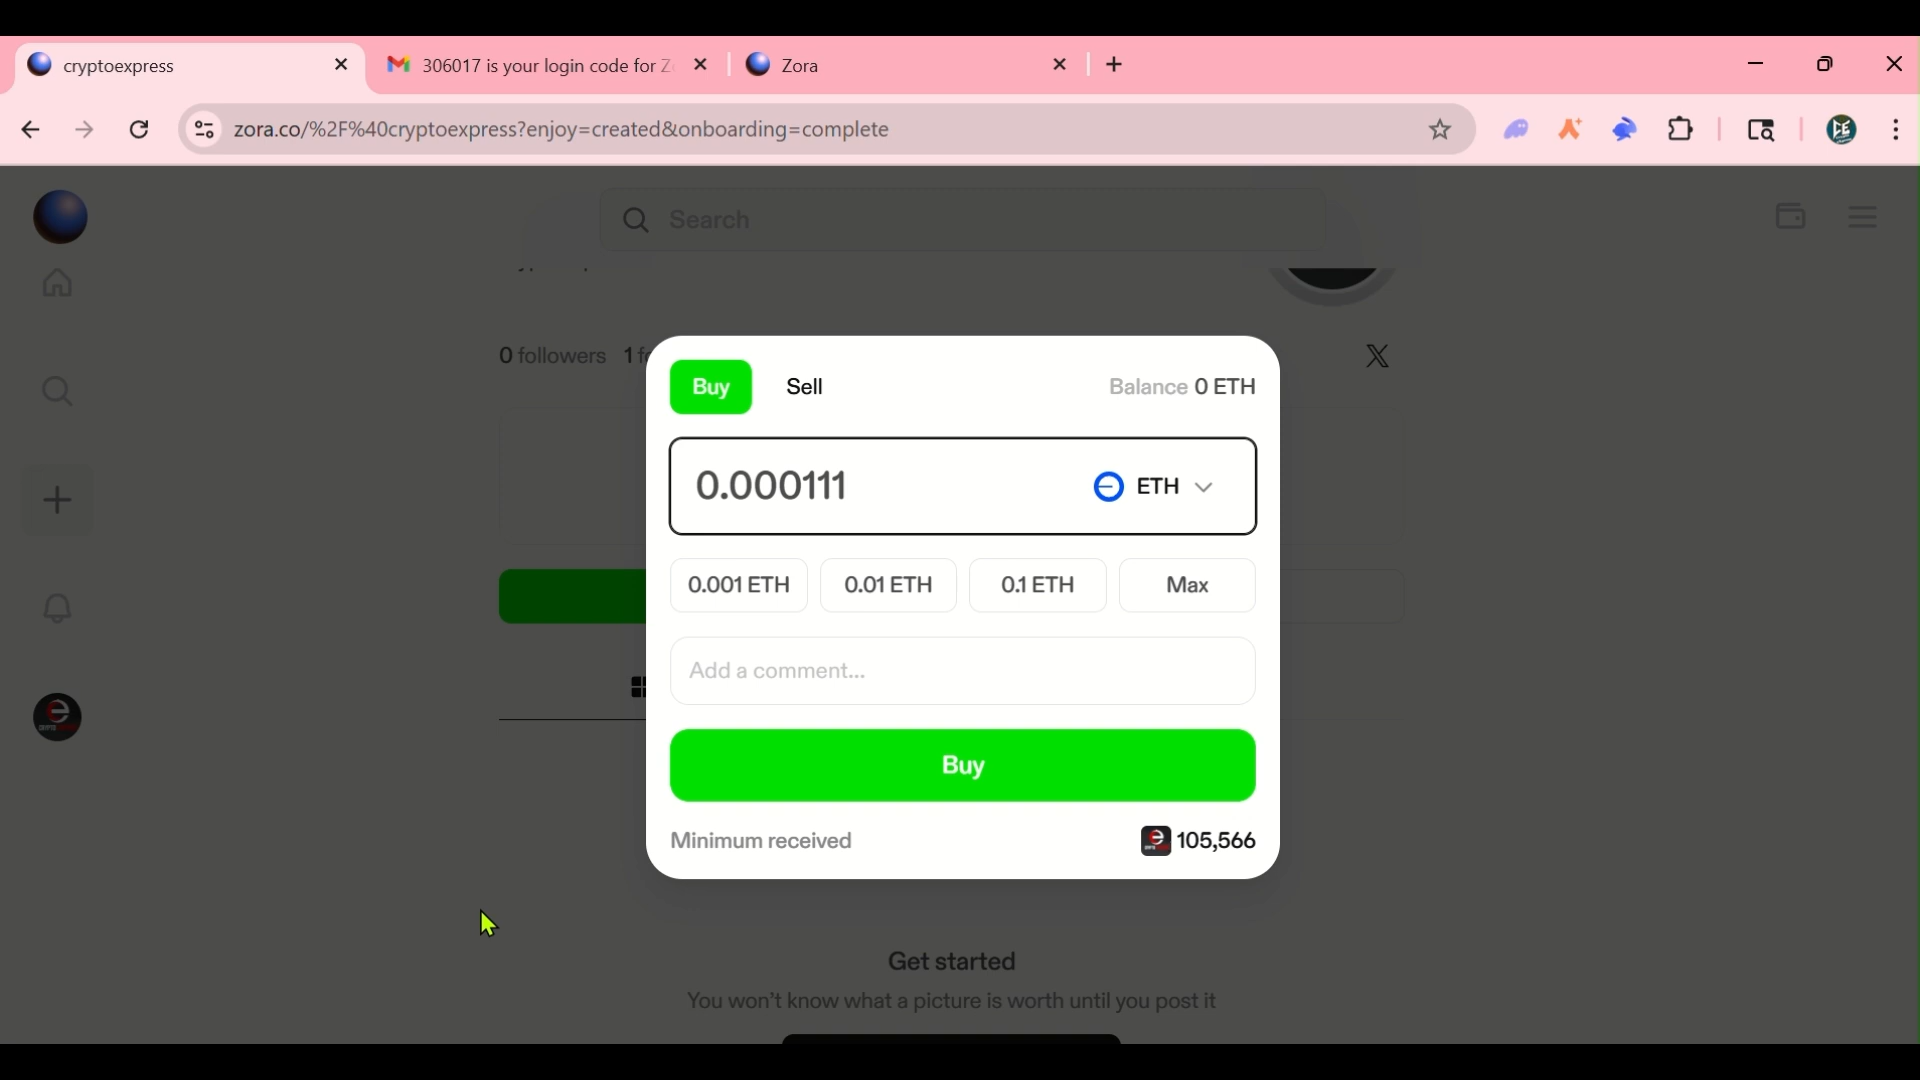 cryptoexpress
306017 is your login code for Z
Zora
zora.co/%2F%40cryptoexpress?enjoy=created&onboarding=complete
Search
0 followers 1 f
Buy
Sell
Balance 0 ETH
0.000111
ETH
0.001 ETH
0.01 ETH
0.1 ETH
Max
Add a comment...
Buy
Minimum received
105,566
Get started
You won't know what a picture is worth until you post it